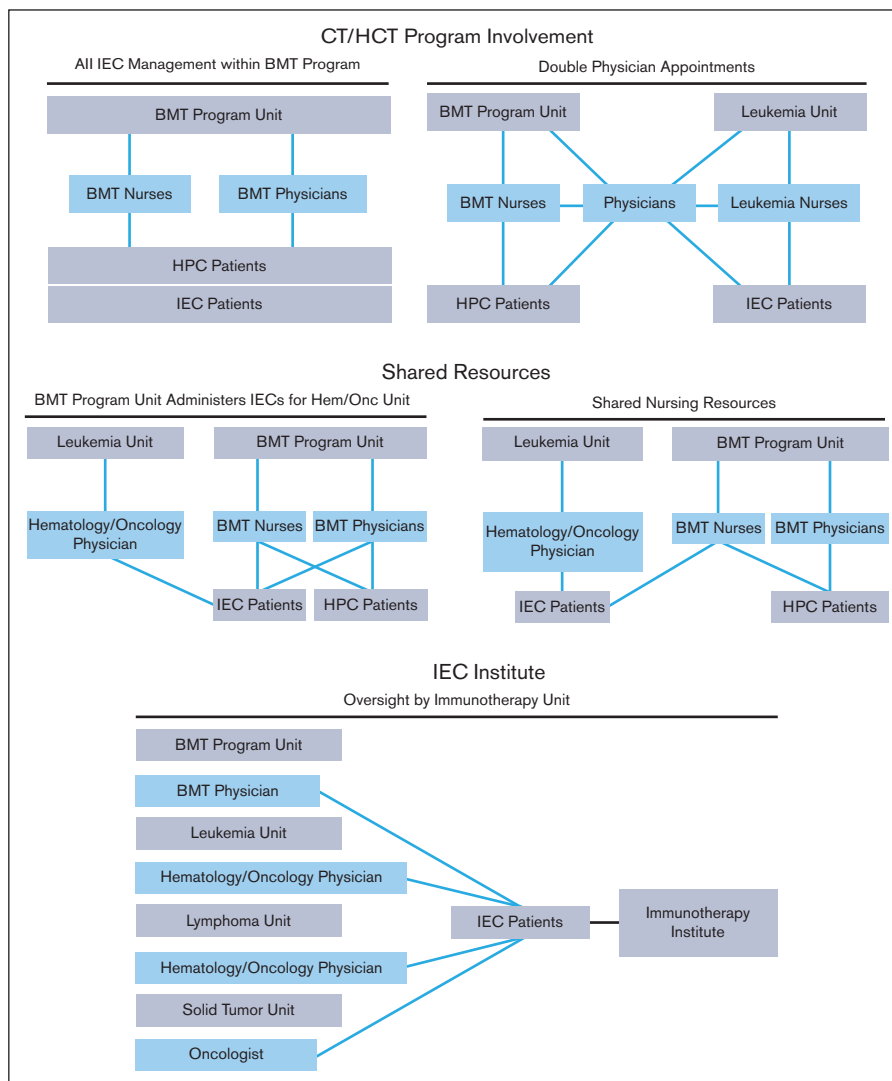 CT/HCT Program Involvement
All IEC Management within BMT Program
BMT Program Unit
BMT Nurses
BMT Physicians
HPC Patients
IEC Patients
Double Physician Appointments
BMT Program Unit
Leukemia Unit
BMT Nurses
Physicians
Leukemia Nurses
HPC Patients
IEC Patients
Shared Resources
BMT Program Unit Administers IECs for Hem/Onc Unit
Leukemia Unit
BMT Program Unit
Hematology/Oncology
Physician
BMT Nurses
BMT Physicians
IEC Patients
HPC Patients
Shared Nursing Resources
Leukemia Unit
BMT Program Unit
Hematology/Oncology
Physician
BMT Nurses
BMT Physicians
IEC Patients
HPC Patients
IEC Institute
Oversight by Immunotherapy Unit
BMT Program Unit
BMT Physician
Leukemia Unit
Hematology/Oncology Physician
Lymphoma Unit
Hematology/Oncology Physician
Solid Tumor Unit
Oncologist
IEC Patients
Immunotherapy
Institute